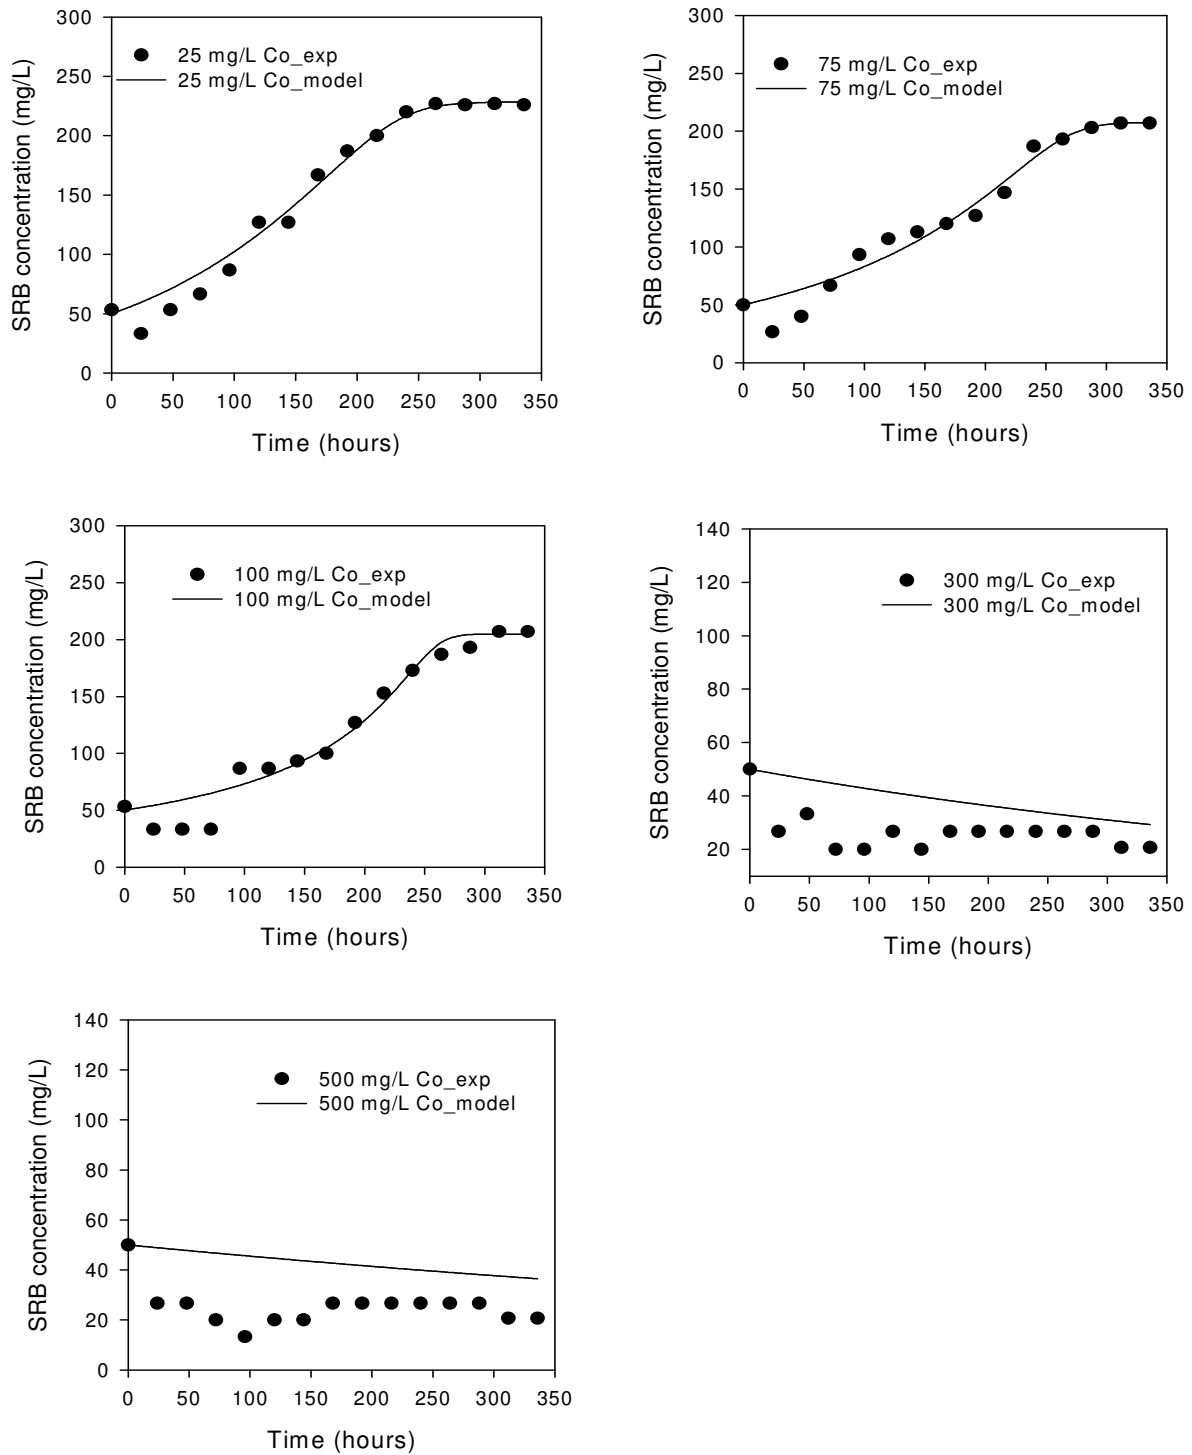 300
250
200
150
100
50
0
SRB concentration (mg/L)
25 mg/L Co_exp
25 mg/L Co_model
0 50 100 150 200 250 300 350
Time (hours)
300
250
200
150
100
50
0
SRB concentration (mg/L)
75 mg/L Co_exp
75 mg/L Co_model
0 50 100 150 200 250 300 350
Time (hours)
300
250
200
150
100
50
0
SRB concentration (mg/L)
100 mg/L Co_exp
100 mg/L Co_model
0 50 100 150 200 250 300 350
Time (hours)
140
120
100
80
60
40
20
SRB concentration (mg/L)
300 mg/L Co_exp
300 mg/L Co_model
0 50 100 150 200 250 300 350
Time (hours)
140
120
100
80
60
40
20
0
SRB concentration (mg/L)
500 mg/L Co_exp
500 mg/L Co_model
0 50 100 150 200 250 300 350
Time (hours)